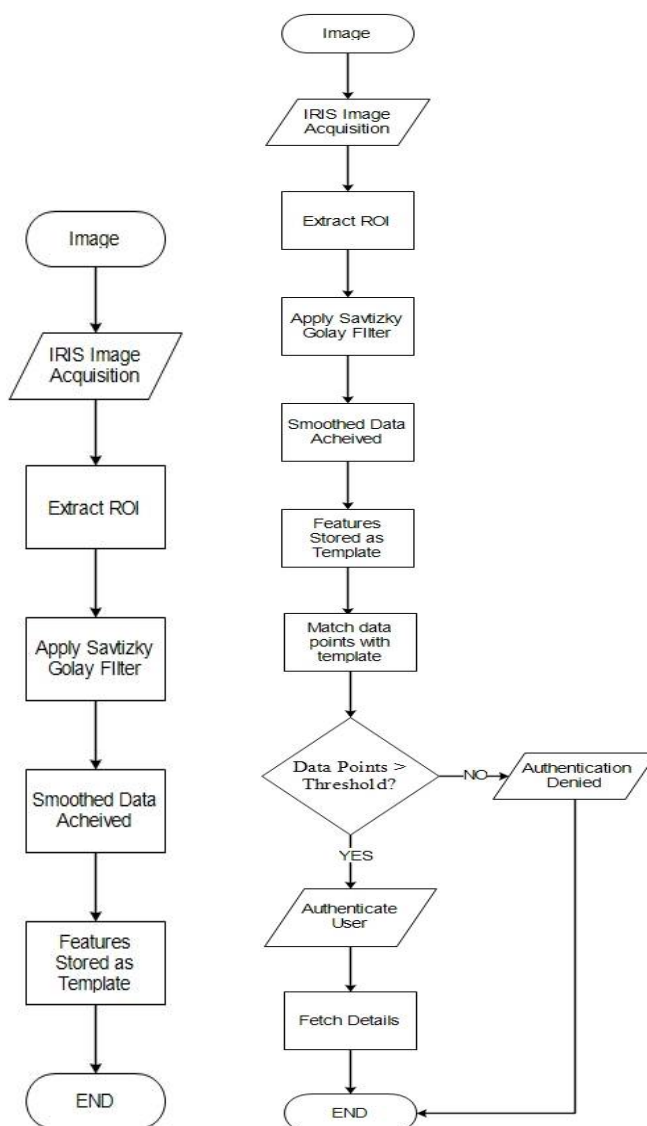 Image
IRIS Image
Acquisition
Extract ROI
Apply Savtizky
Golay FIlter
Smoothed Data
Acheived
Features
Stored as
Template
END
Image
IRIS Image
Acquisition
Extract ROI
Apply Savtizky
Golay FIlter
Smoothed Data
Acheived
Features
Stored as
Template
Match data
points with
template
Data Points >
Threshold?
NO
Authentication
Denied
YES
Authenticate
User
Fetch Details
END